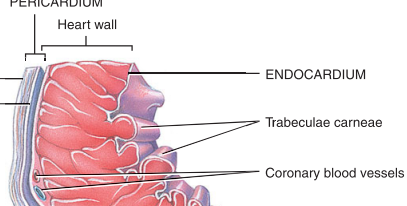 PERICARDIUM
Heart wall
ENDOCARDIUM
Trabeculae carneae
Coronary blood vessels